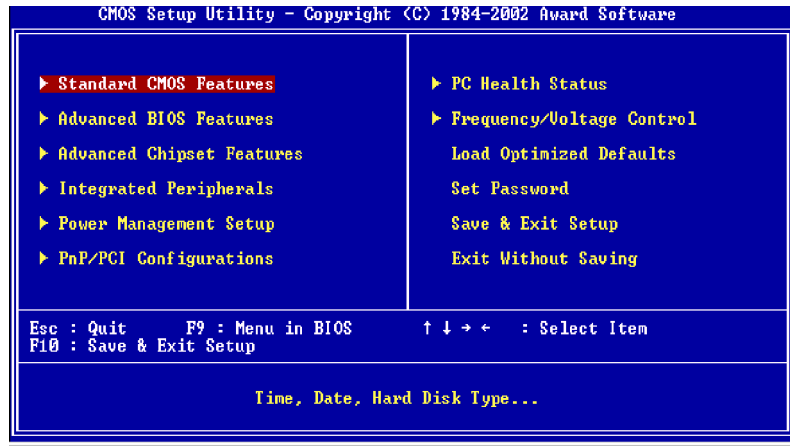 CMOS Setup Utility - Copyright (C) 1984-2002 Award Software
▶ Standard CMOS Features
▶ Advanced BIOS Features
▶ Advanced Chipset Features
▶ Integrated Peripherals
▶ Power Management Setup
▶ PnP/PCI Configurations
▶ PC Health Status
▶ Frequency/Voltage Control
Load Optimized Defaults
Set Password
Save & Exit Setup
Exit Without Saving
Esc : Quit F9 : Menu in BIOS ↑ ↓ → ← : Select Item
F10 : Save & Exit Setup
Time, Date, Hard Disk Type...